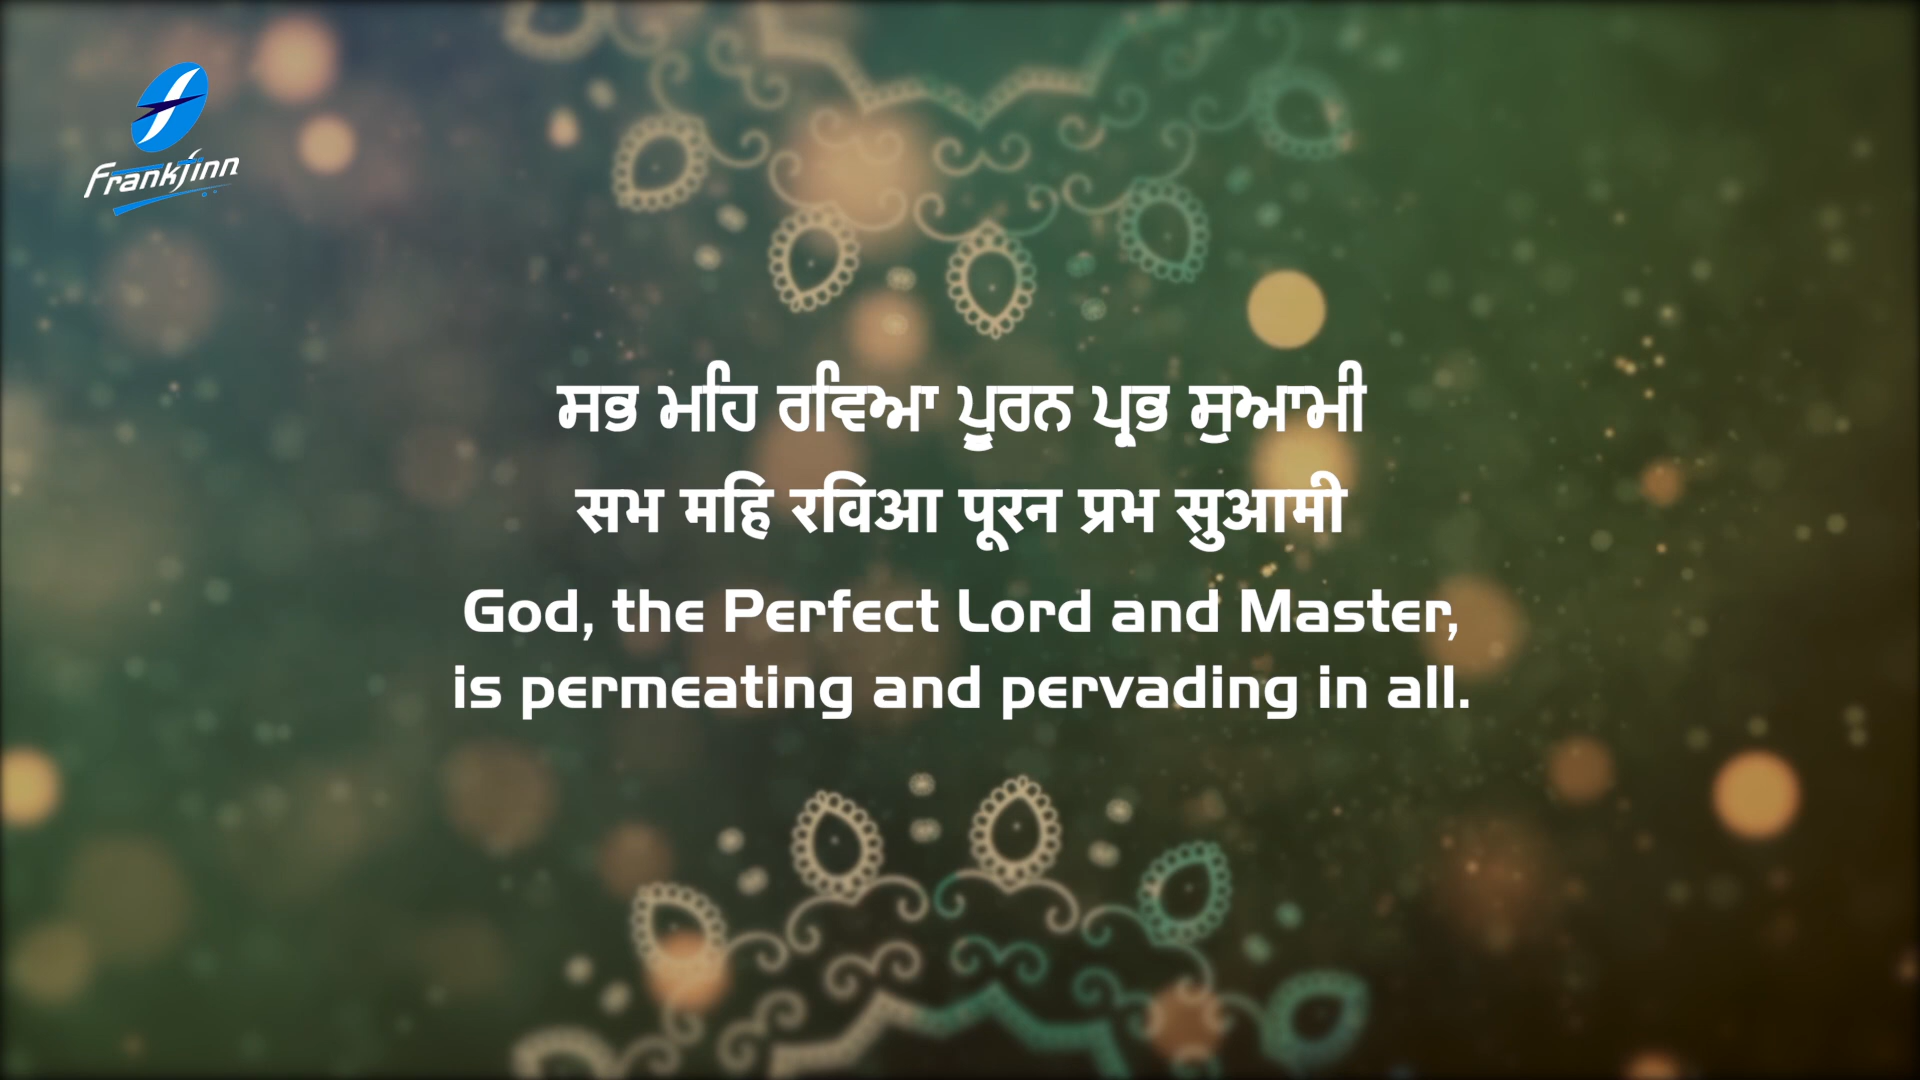 Frankfinn
ਸਭ ਮਹਿ ਰਵਿਆ ਪੂਰਨ ਪ੍ਰਭ ਸੁਆਮੀ
सभ महि रविआ पूरन प्रभ सुआमी
God, the Perfect Lord and Master,
is permeating and pervading in all.